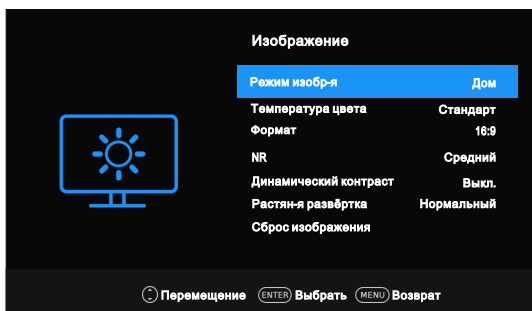 Изображение
Режим изобр-я Дом
Температура цвета Стандарт
Формат 16:9
NR Средний
Динамический контраст Выкл.
Растян-я развёртка Нормальный
Сброс изображения
Перемещение ENTER Выбрать MENU Возврат